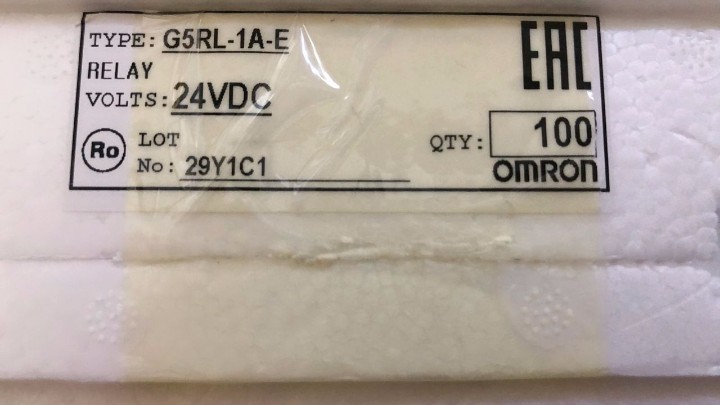 TYPE: G5RL-1A-E
EAC
RELAY
VOLTS: 24VDC
Ro
LOT
No: 29Y1C1
QTY: 100
OMRON